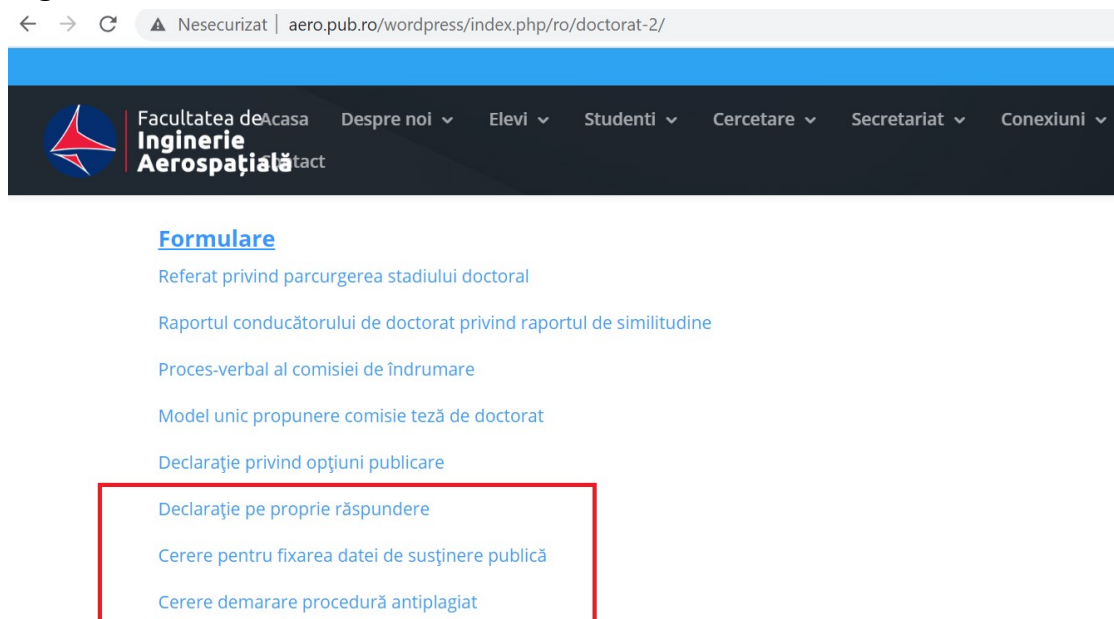 Nesecurizat | aero.pub.ro/wordpress/index.php/ro/doctorat-2/
Facultatea de Acasa Despre noi Elevi Studenti Cercetare Secretariat Conexiuni
Inginerie
Aerospațială Contact
Formulare
Referat privind parcurgerea stadiului doctoral
Raportul conducătorului de doctorat privind raportul de similitudine
Proces-verbal al comisiei de îndrumare
Model unic propunere comisie teză de doctorat
Declaraţie privind opţiuni publicare
Declaraţie pe proprie răspundere
Cerere pentru fixarea datei de susţinere publică
Cerere demarare procedură antiplagiat